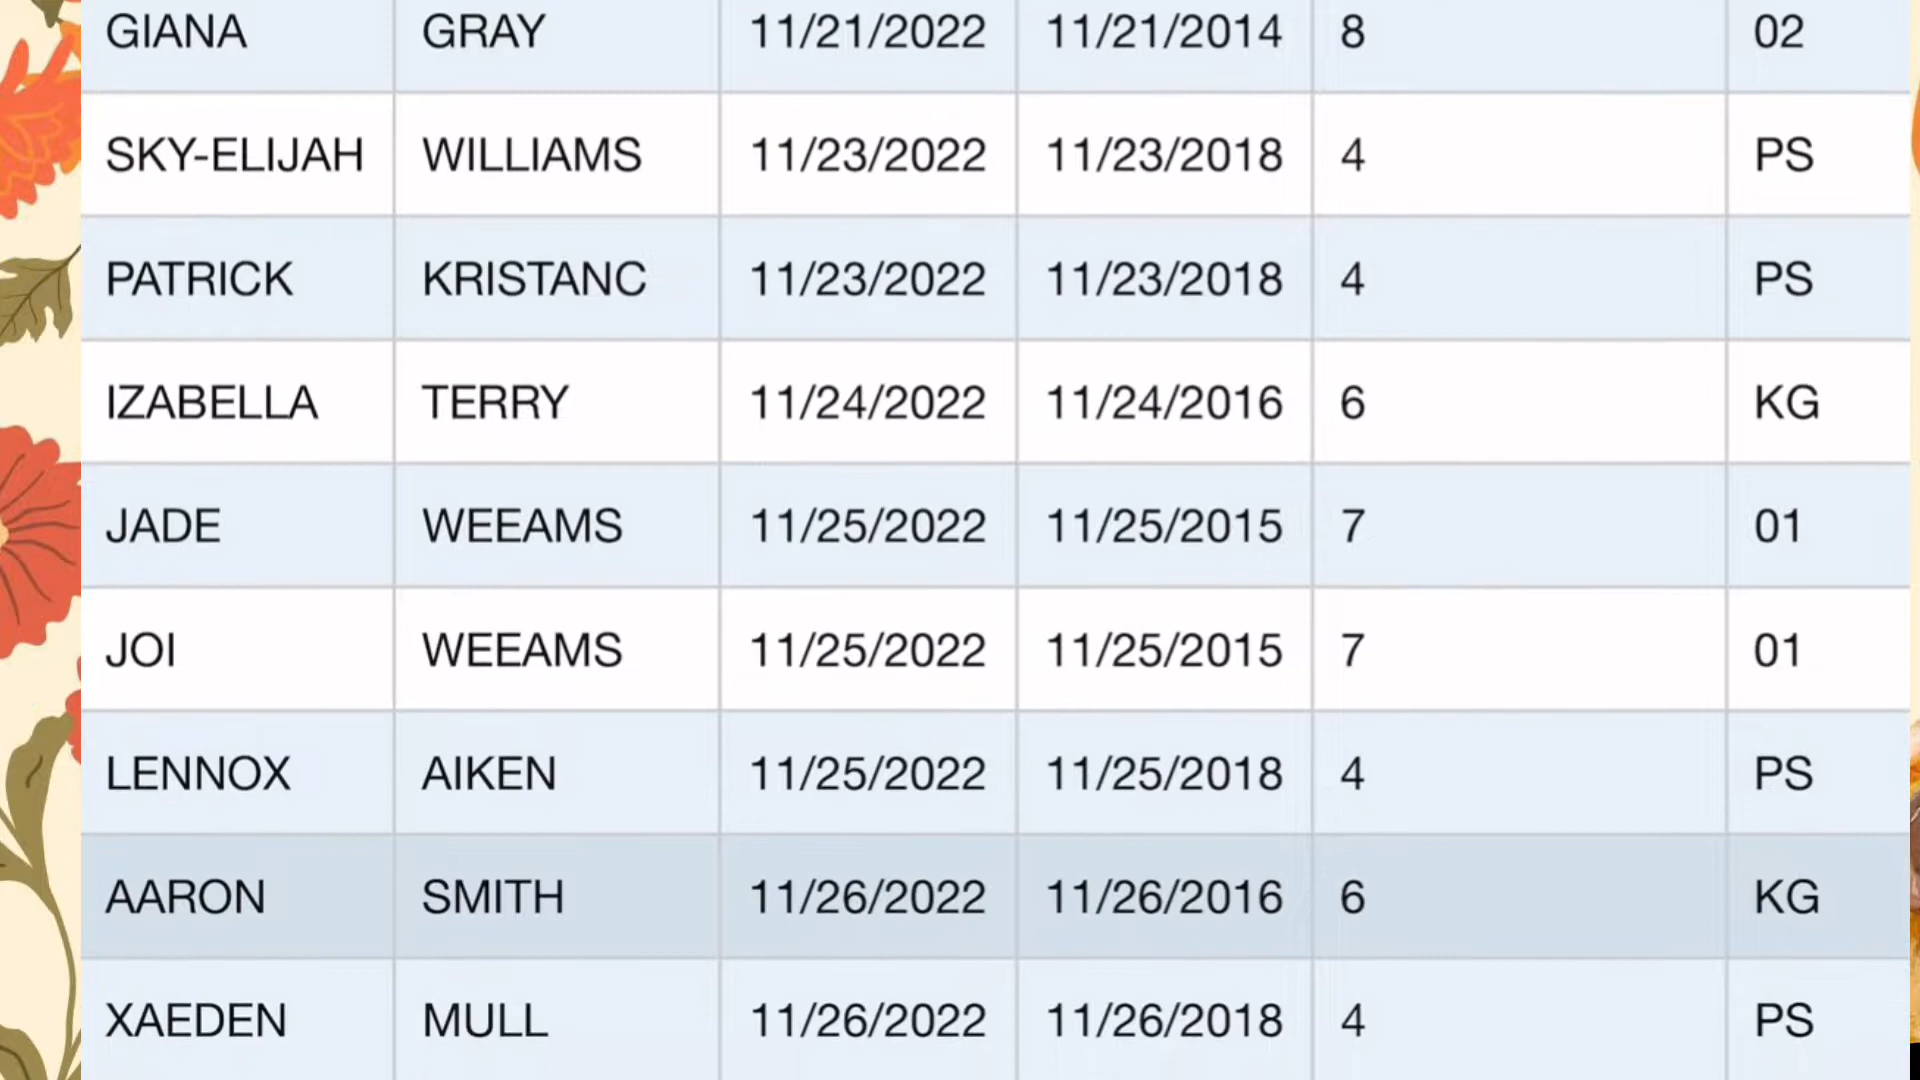 GIANA GRAY 11/21/2022 11/21/2014 8 02
SKY-ELIJAH WILLIAMS 11/23/2022 11/23/2018 4 PS
PATRICK KRISTANC 11/23/2022 11/23/2018 4 PS
IZABELLA TERRY 11/24/2022 11/24/2016 6 KG
JADE WEEAMS 11/25/2022 11/25/2015 7 01
JOI WEEAMS 11/25/2022 11/25/2015 7 01
LENNOX AIKEN 11/25/2022 11/25/2018 4 PS
AARON SMITH 11/26/2022 11/26/2016 6 KG
XAEDEN MULL 11/26/2022 11/26/2018 4 PS